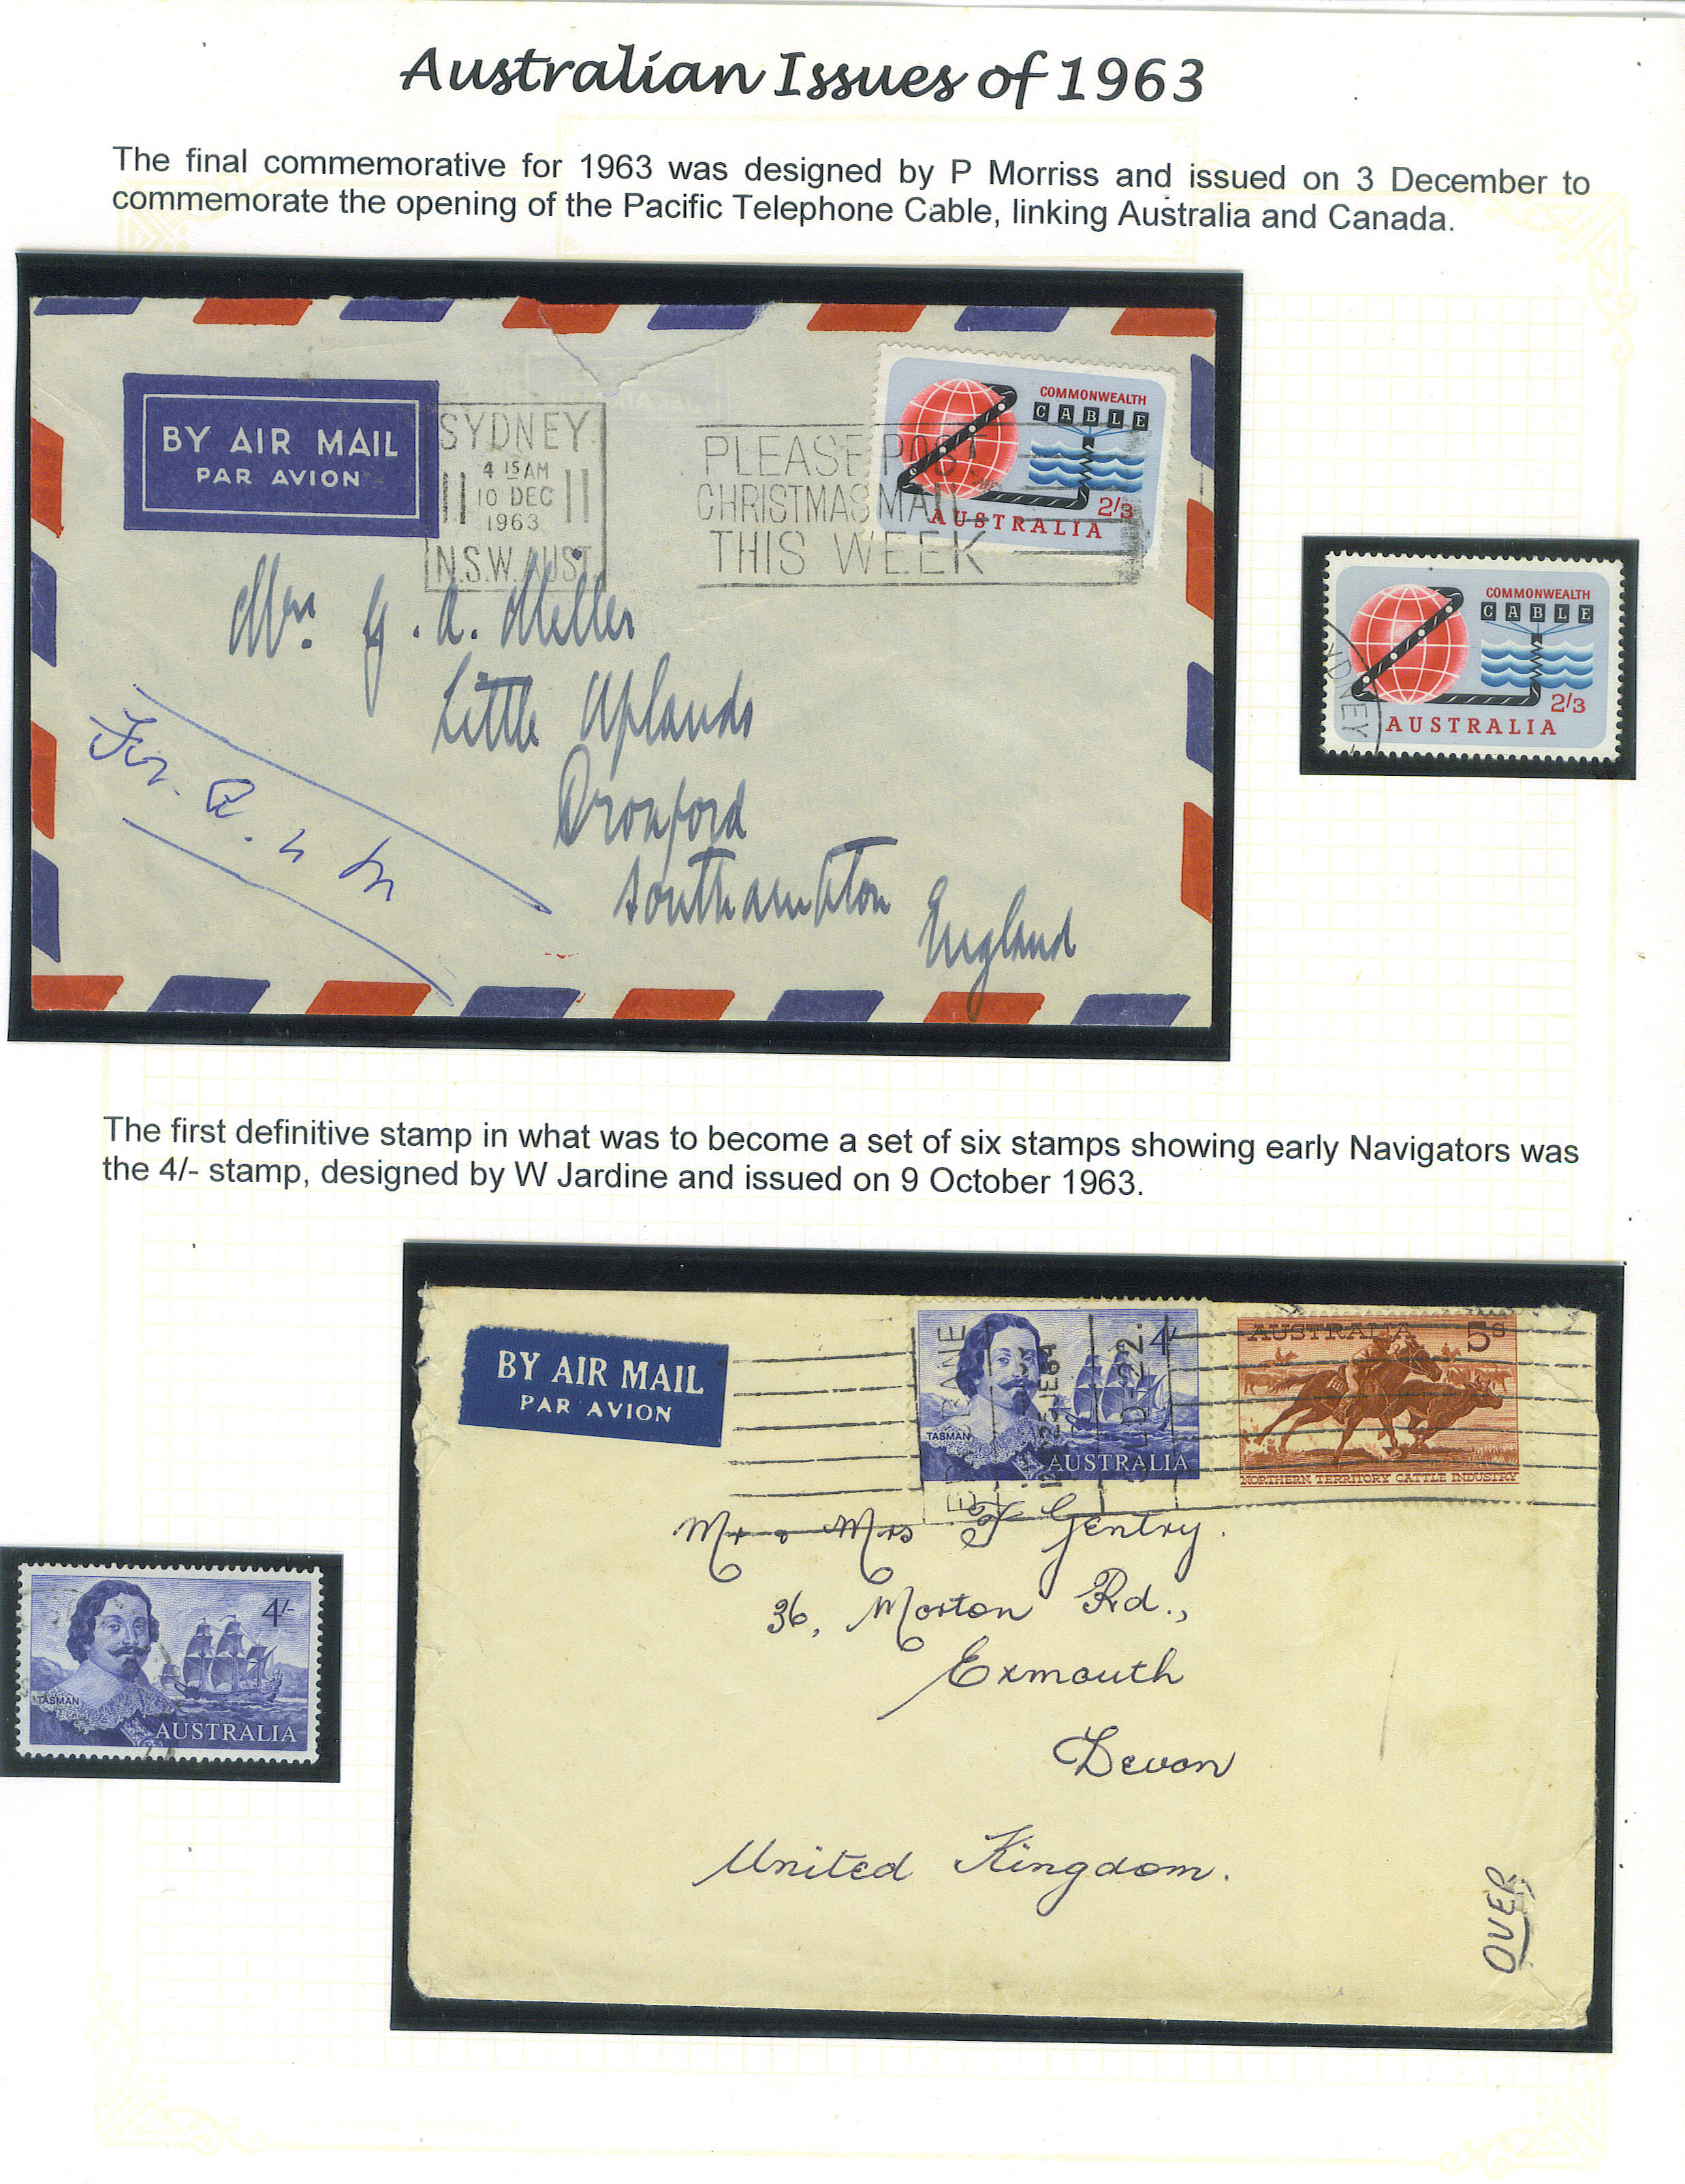 Australian Issues of 1963
The final commemorative for 1963 was designed by P Morriss and issued on 3 December to
commemorate the opening of the Pacific Telephone Cable, linking Australia and Canada.
BY AIR MAIL
PAR AVION
SYDNEY
4 15 AM
10 DEC
1963
N.S.W. AUST.
PLEASE POST
CHRISTMAS MAIL
THIS WEEK
COMMONWEALTH
CABLE
2/3
AUSTRALIA
Mrs. G. A. Meller
Little Uplands
Droxford
Southampton
England
COMMONWEALTH
CABLE
2/3
AUSTRALIA
SYDNEY
The first definitive stamp in what was to become a set of six stamps showing early Navigators was
the 4/- stamp, designed by W Jardine and issued on 9 October 1963.
BY AIR MAIL
PAR AVION
4/-
TASMAN
AUSTRALIA
BRISBANE
AUSTRALIA 5s
NORTHERN TERRITORY CATTLE INDUSTRY
Mr & Mrs F Gentry.
36, Morton Rd.,
Exmouth
Devon
United Kingdom.
OVER
4/-
TASMAN
AUSTRALIA